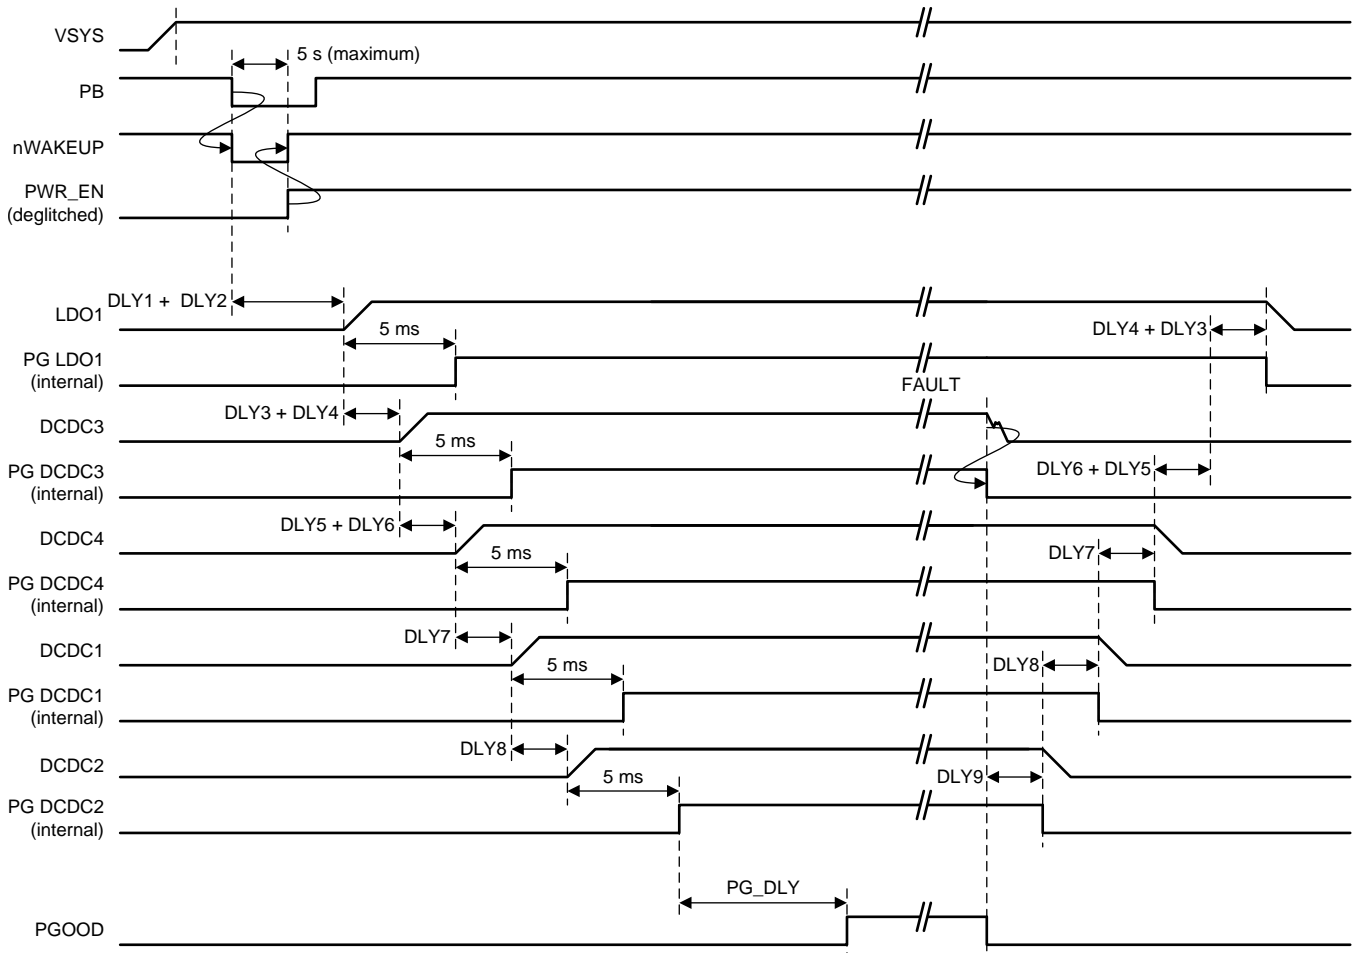 VSYS
5 s (maximum)
PB
nWAKEUP
PWR_EN
(deglitched)
DLY1 + DLY2
LDO1
5 ms
DLY4 + DLY3
PG LDO1
(internal)
FAULT
DLY3 + DLY4
DCDC3
5 ms
PG DCDC3
(internal)
DLY6 + DLY5
DLY5 + DLY6
DCDC4
5 ms
DLY7
PG DCDC4
(internal)
DLY7
DCDC1
5 ms
DLY8
PG DCDC1
(internal)
DLY8
DCDC2
5 ms
DLY9
PG DCDC2
(internal)
PG_DLY
PGOOD